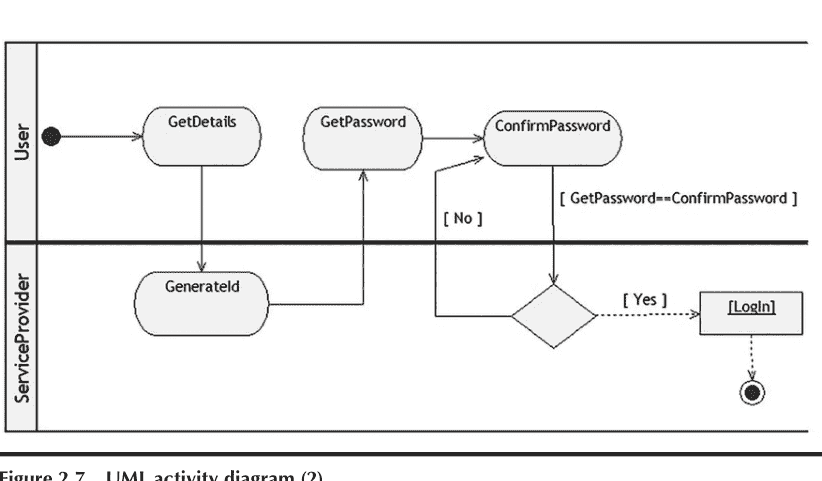 User
GetDetails
GetPassword
ConfirmPassword
[ GetPassword==ConfirmPassword ]
[ No ]
ServiceProvider
GenerateId
[ Yes ]
[LogIn]
Figure 2.7 UML activity diagram (2)